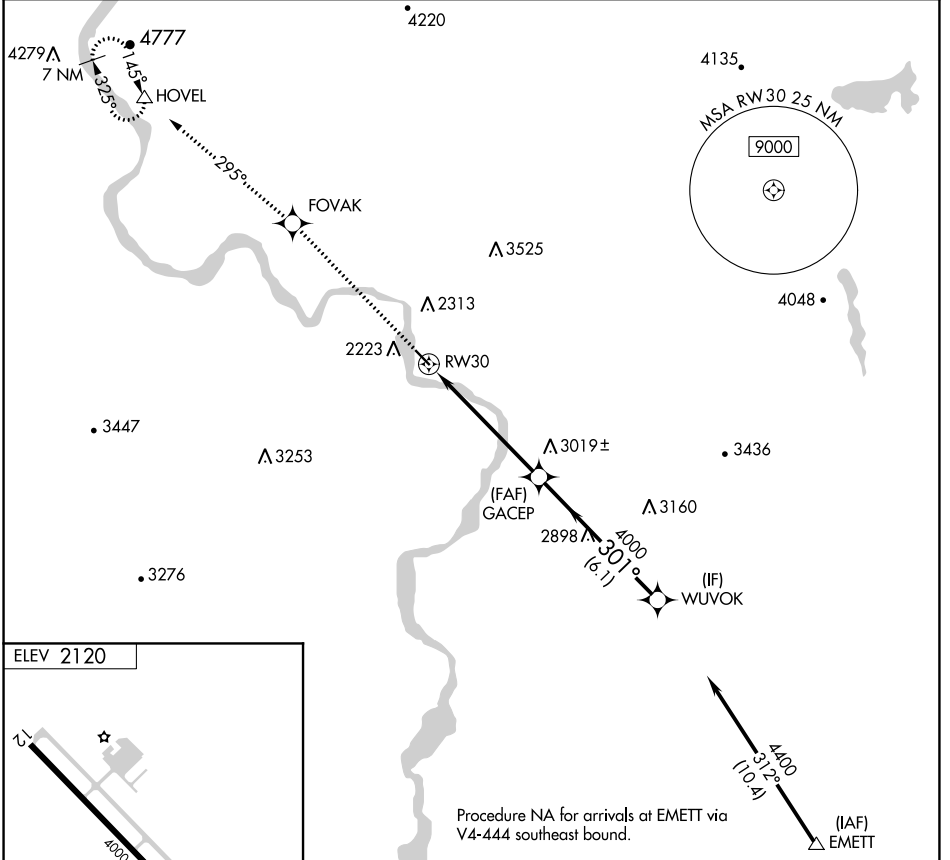 4220
4777
4279
7 NM
145°
325°
HOVEL
4135
MSA RW30 25 NM
9000
295°
FOVAK
3525
4048
2313
2223
RW30
3447
3253
3019±
3436
(FAF)
GACEP
3160
2898
4000
301°
(6.1)
(IF)
WUVOK
3276
ELEV 2120
12
4000
4400
312°
(10.4)
Procedure NA for arrivals at EMETT via
V4-444 southeast bound.
(IAF)
EMETT